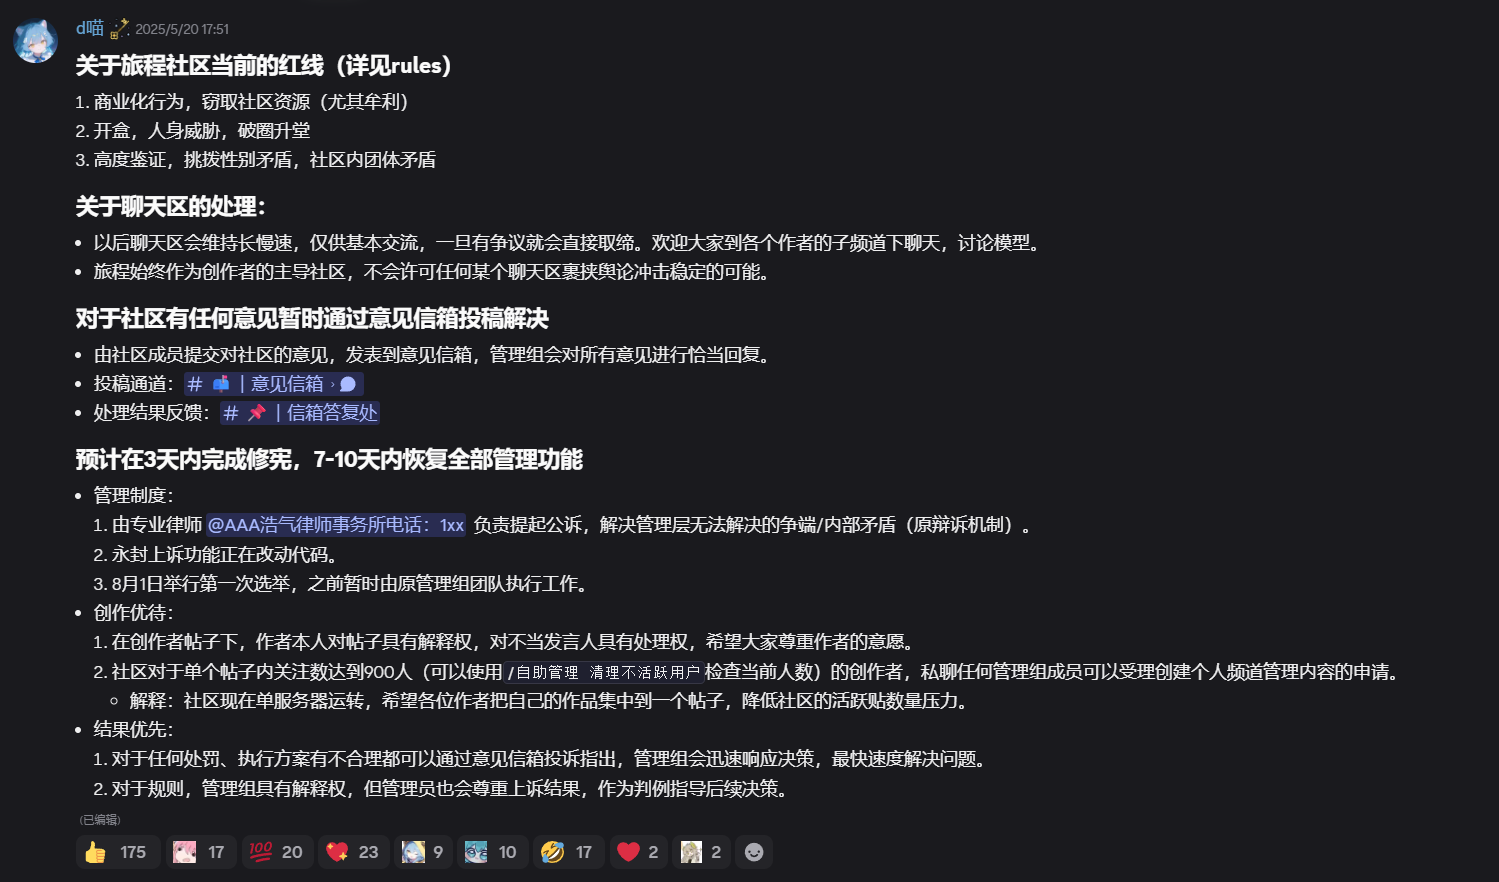 d喵 2025/5/20 17:51
关于旅程社区当前的红线（详见rules）
1. 商业化行为，窃取社区资源（尤其牟利）
2. 开盒，人身威胁，破圈升堂
3. 高度鉴证，挑拨性别矛盾，社区内团体矛盾
关于聊天区的处理：
• 以后聊天区会维持长慢速，仅供基本交流，一旦有争议就会直接取缔。欢迎大家到各个作者的子频道下聊天，讨论模型。
• 旅程始终作为创作者的主导社区，不会许可任何某个聊天区裹挟舆论冲击稳定的可能。
对于社区有任何意见暂时通过意见信箱投稿解决
• 由社区成员提交对社区的意见，发表到意见信箱，管理组会对所有意见进行恰当回复。
• 投稿通道：# 📫｜意见信箱 ›
• 处理结果反馈：# 📌｜信箱答复处
预计在3天内完成修宪，7-10天内恢复全部管理功能
• 管理制度：
1. 由专业律师 @AAA浩气律师事务所电话：1xx 负责提起公诉，解决管理层无法解决的争端/内部矛盾（原辩诉机制）。
2. 永封上诉功能正在改动代码。
3. 8月1日举行第一次选举，之前暂时由原管理组团队执行工作。
• 创作优待：
1. 在创作者帖子下，作者本人对帖子具有解释权，对不当发言人具有处理权，希望大家尊重作者的意愿。
2. 社区对于单个帖子内关注数达到900人（可以使用/自助管理 清理不活跃用户检查当前人数）的创作者，私聊任何管理组成员可以受理创建个人频道管理内容的申请。
◦ 解释：社区现在单服务器运转，希望各位作者把自己的作品集中到一个帖子，降低社区的活跃贴数量压力。
• 结果优先：
1. 对于任何处罚、执行方案有不合理都可以通过意见信箱投诉指出，管理组会迅速响应决策，最快速度解决问题。
2. 对于规则，管理组具有解释权，但管理员也会尊重上诉结果，作为判例指导后续决策。
（已编辑）
👍 175 17 💯 20 💖 23 9 10 🤣 17 ❤️ 2 2